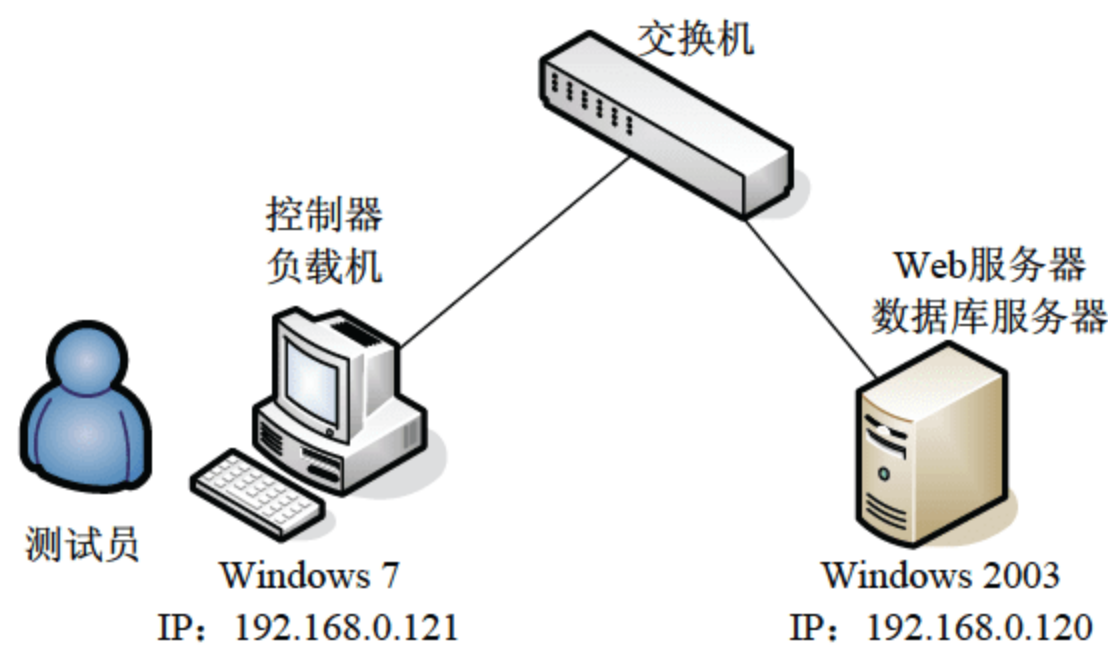 交换机
控制器
负载机
Web服务器
数据库服务器
测试员
Windows 7
IP：192.168.0.121
Windows 2003
IP：192.168.0.120